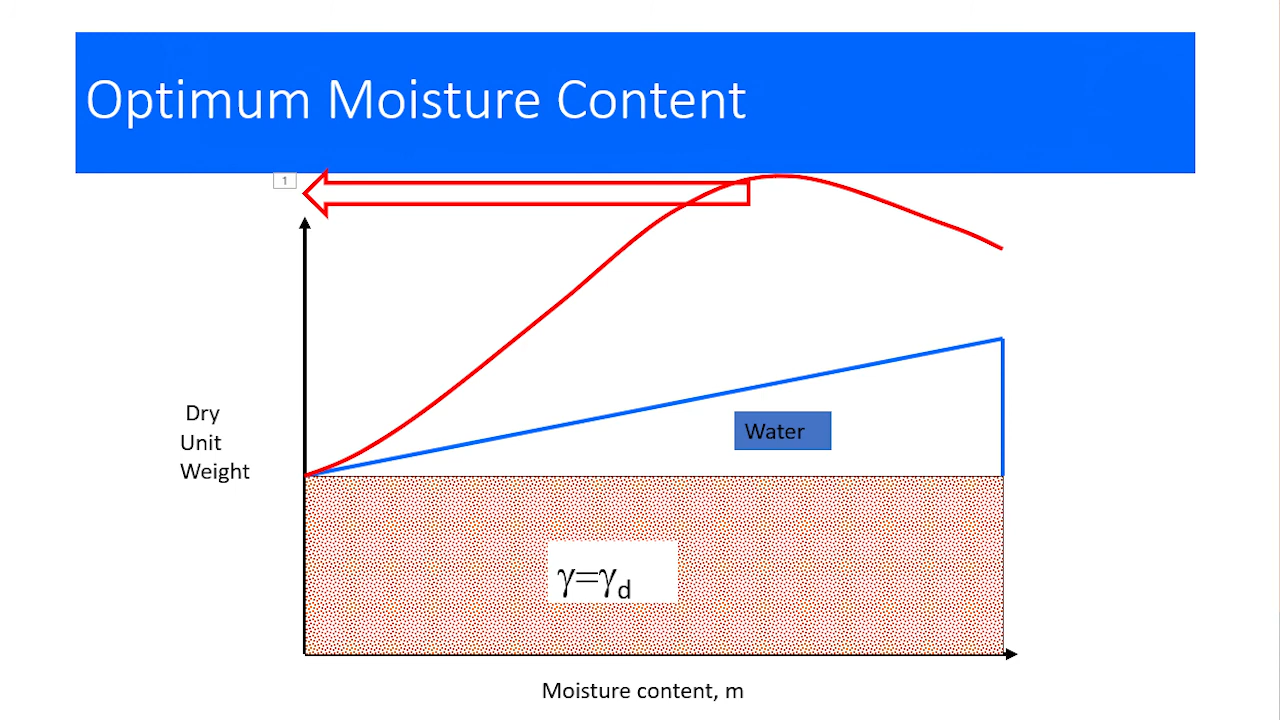 Optimum Moisture Content
1
Dry
Unit
Weight
Water
γ=γd
Moisture content, m